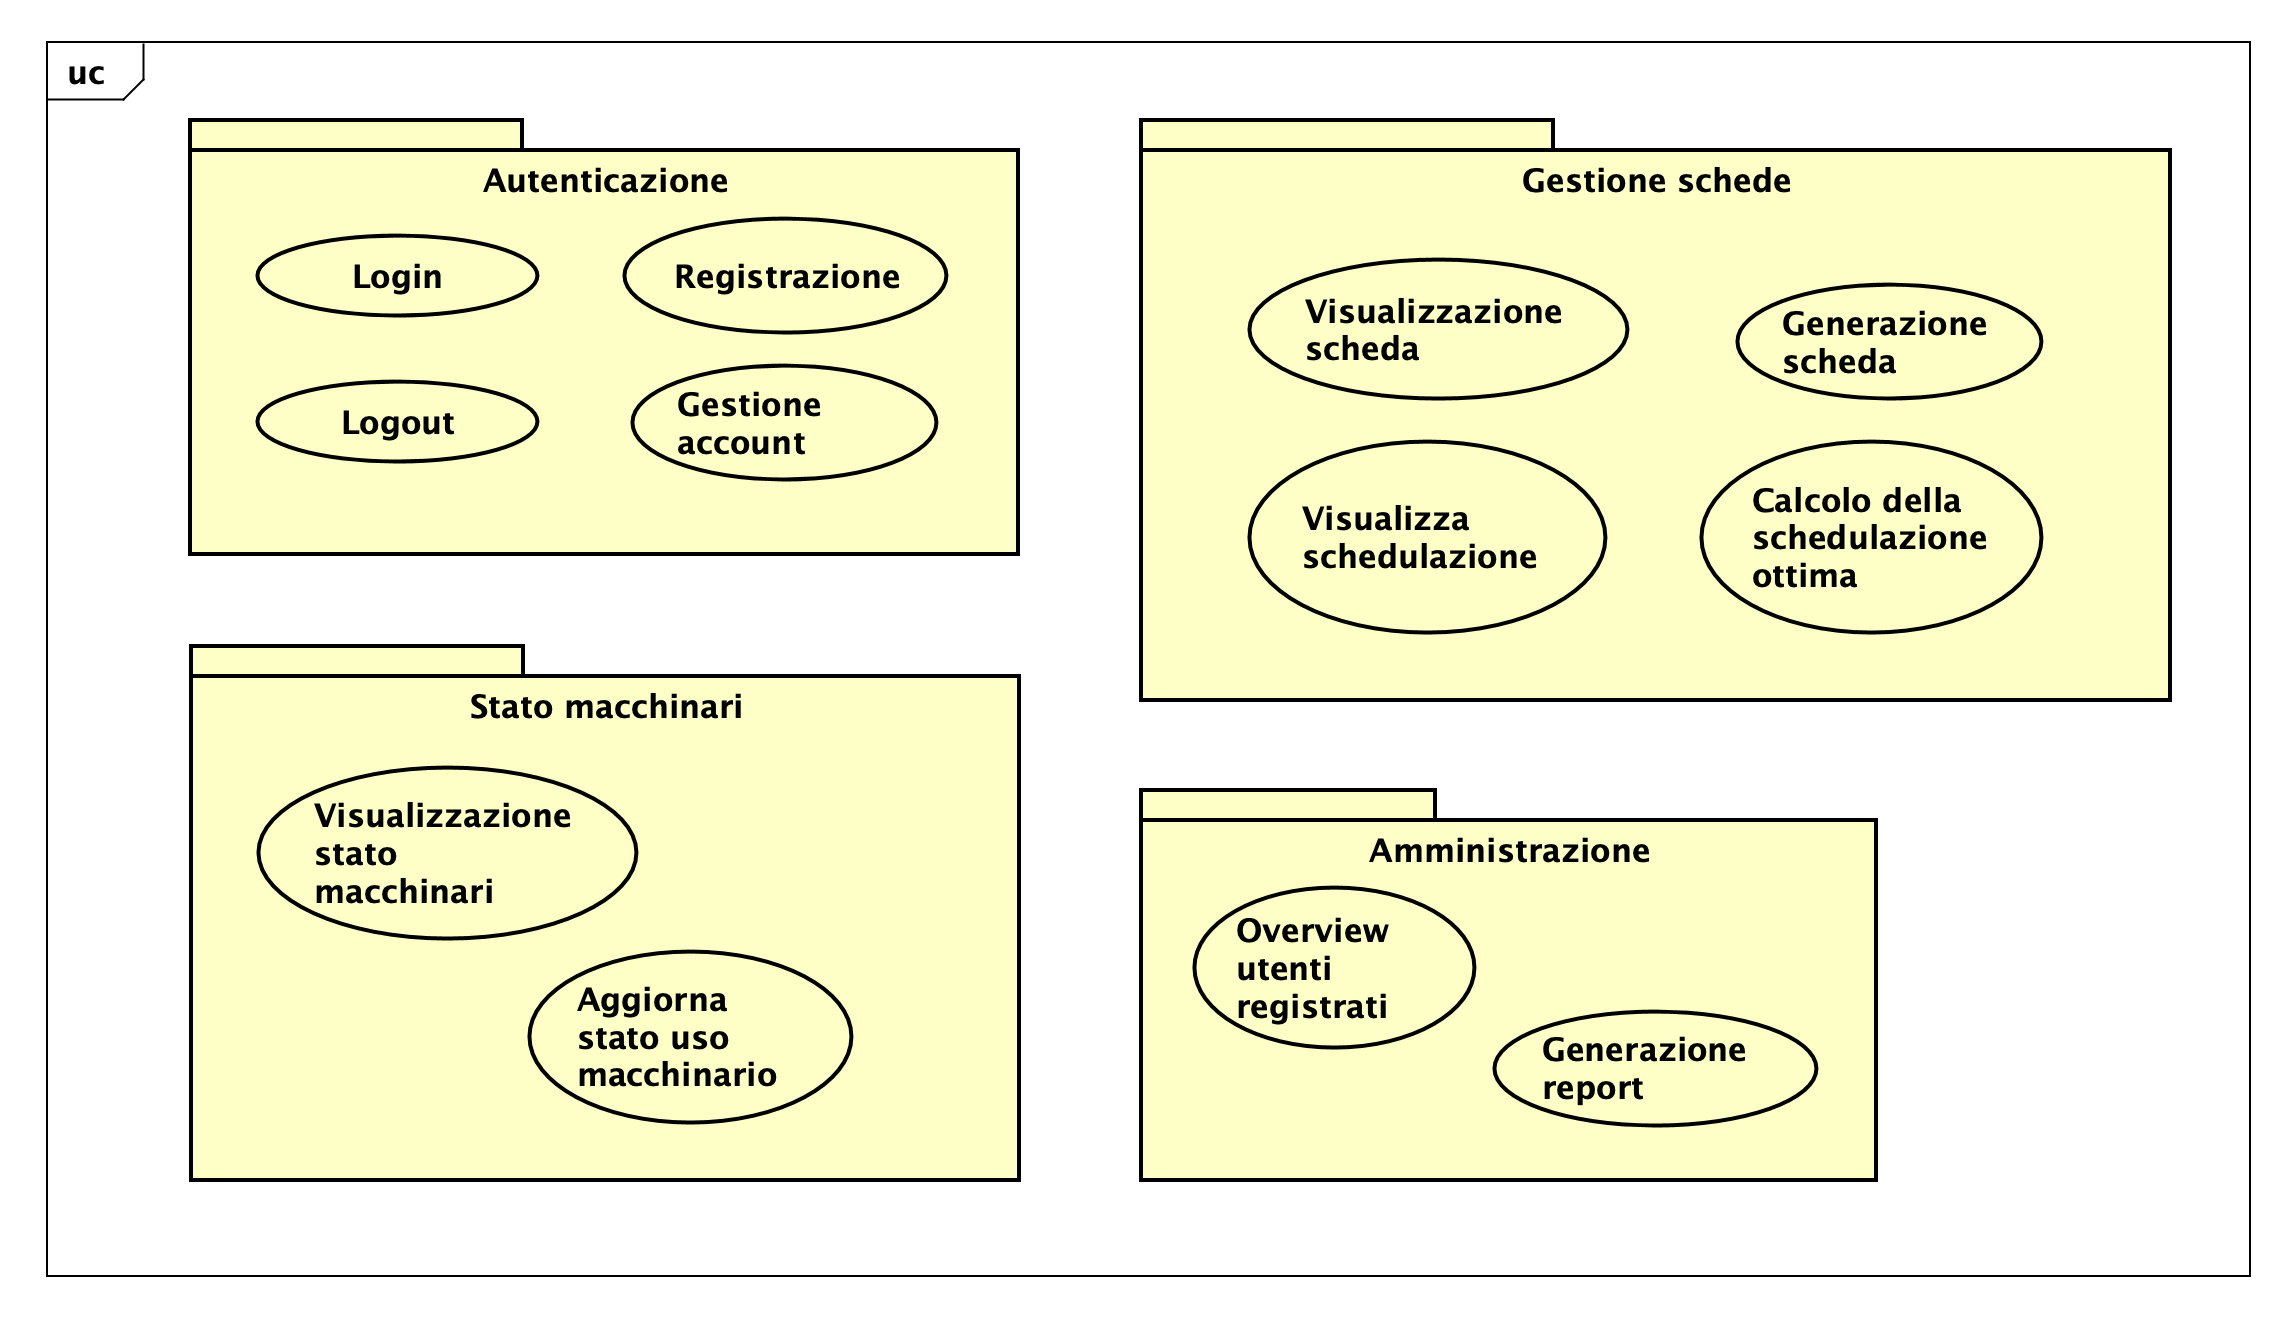 uc
Autenticazione
Login
Registrazione
Logout
Gestione
account
Gestione schede
Visualizzazione
scheda
Generazione
scheda
Visualizza
schedulazione
Calcolo della
schedulazione
ottima
Stato macchinari
Visualizzazione
stato
macchinari
Aggiorna
stato uso
macchinario
Amministrazione
Overview
utenti
registrati
Generazione
report